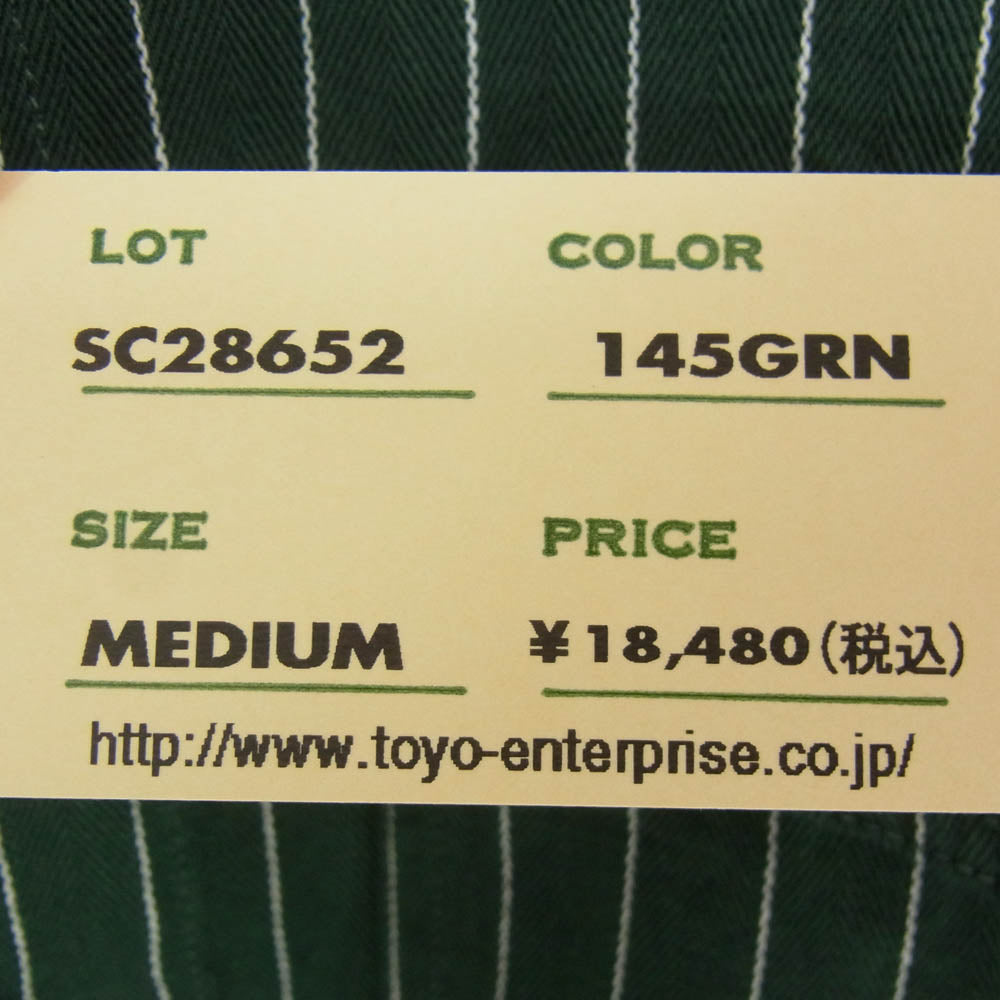 LOT COLOR
SC28652 145GRN
SIZE PRICE
MEDIUM ¥18,480(税込)
http://www.toyo-enterprise.co.jp/